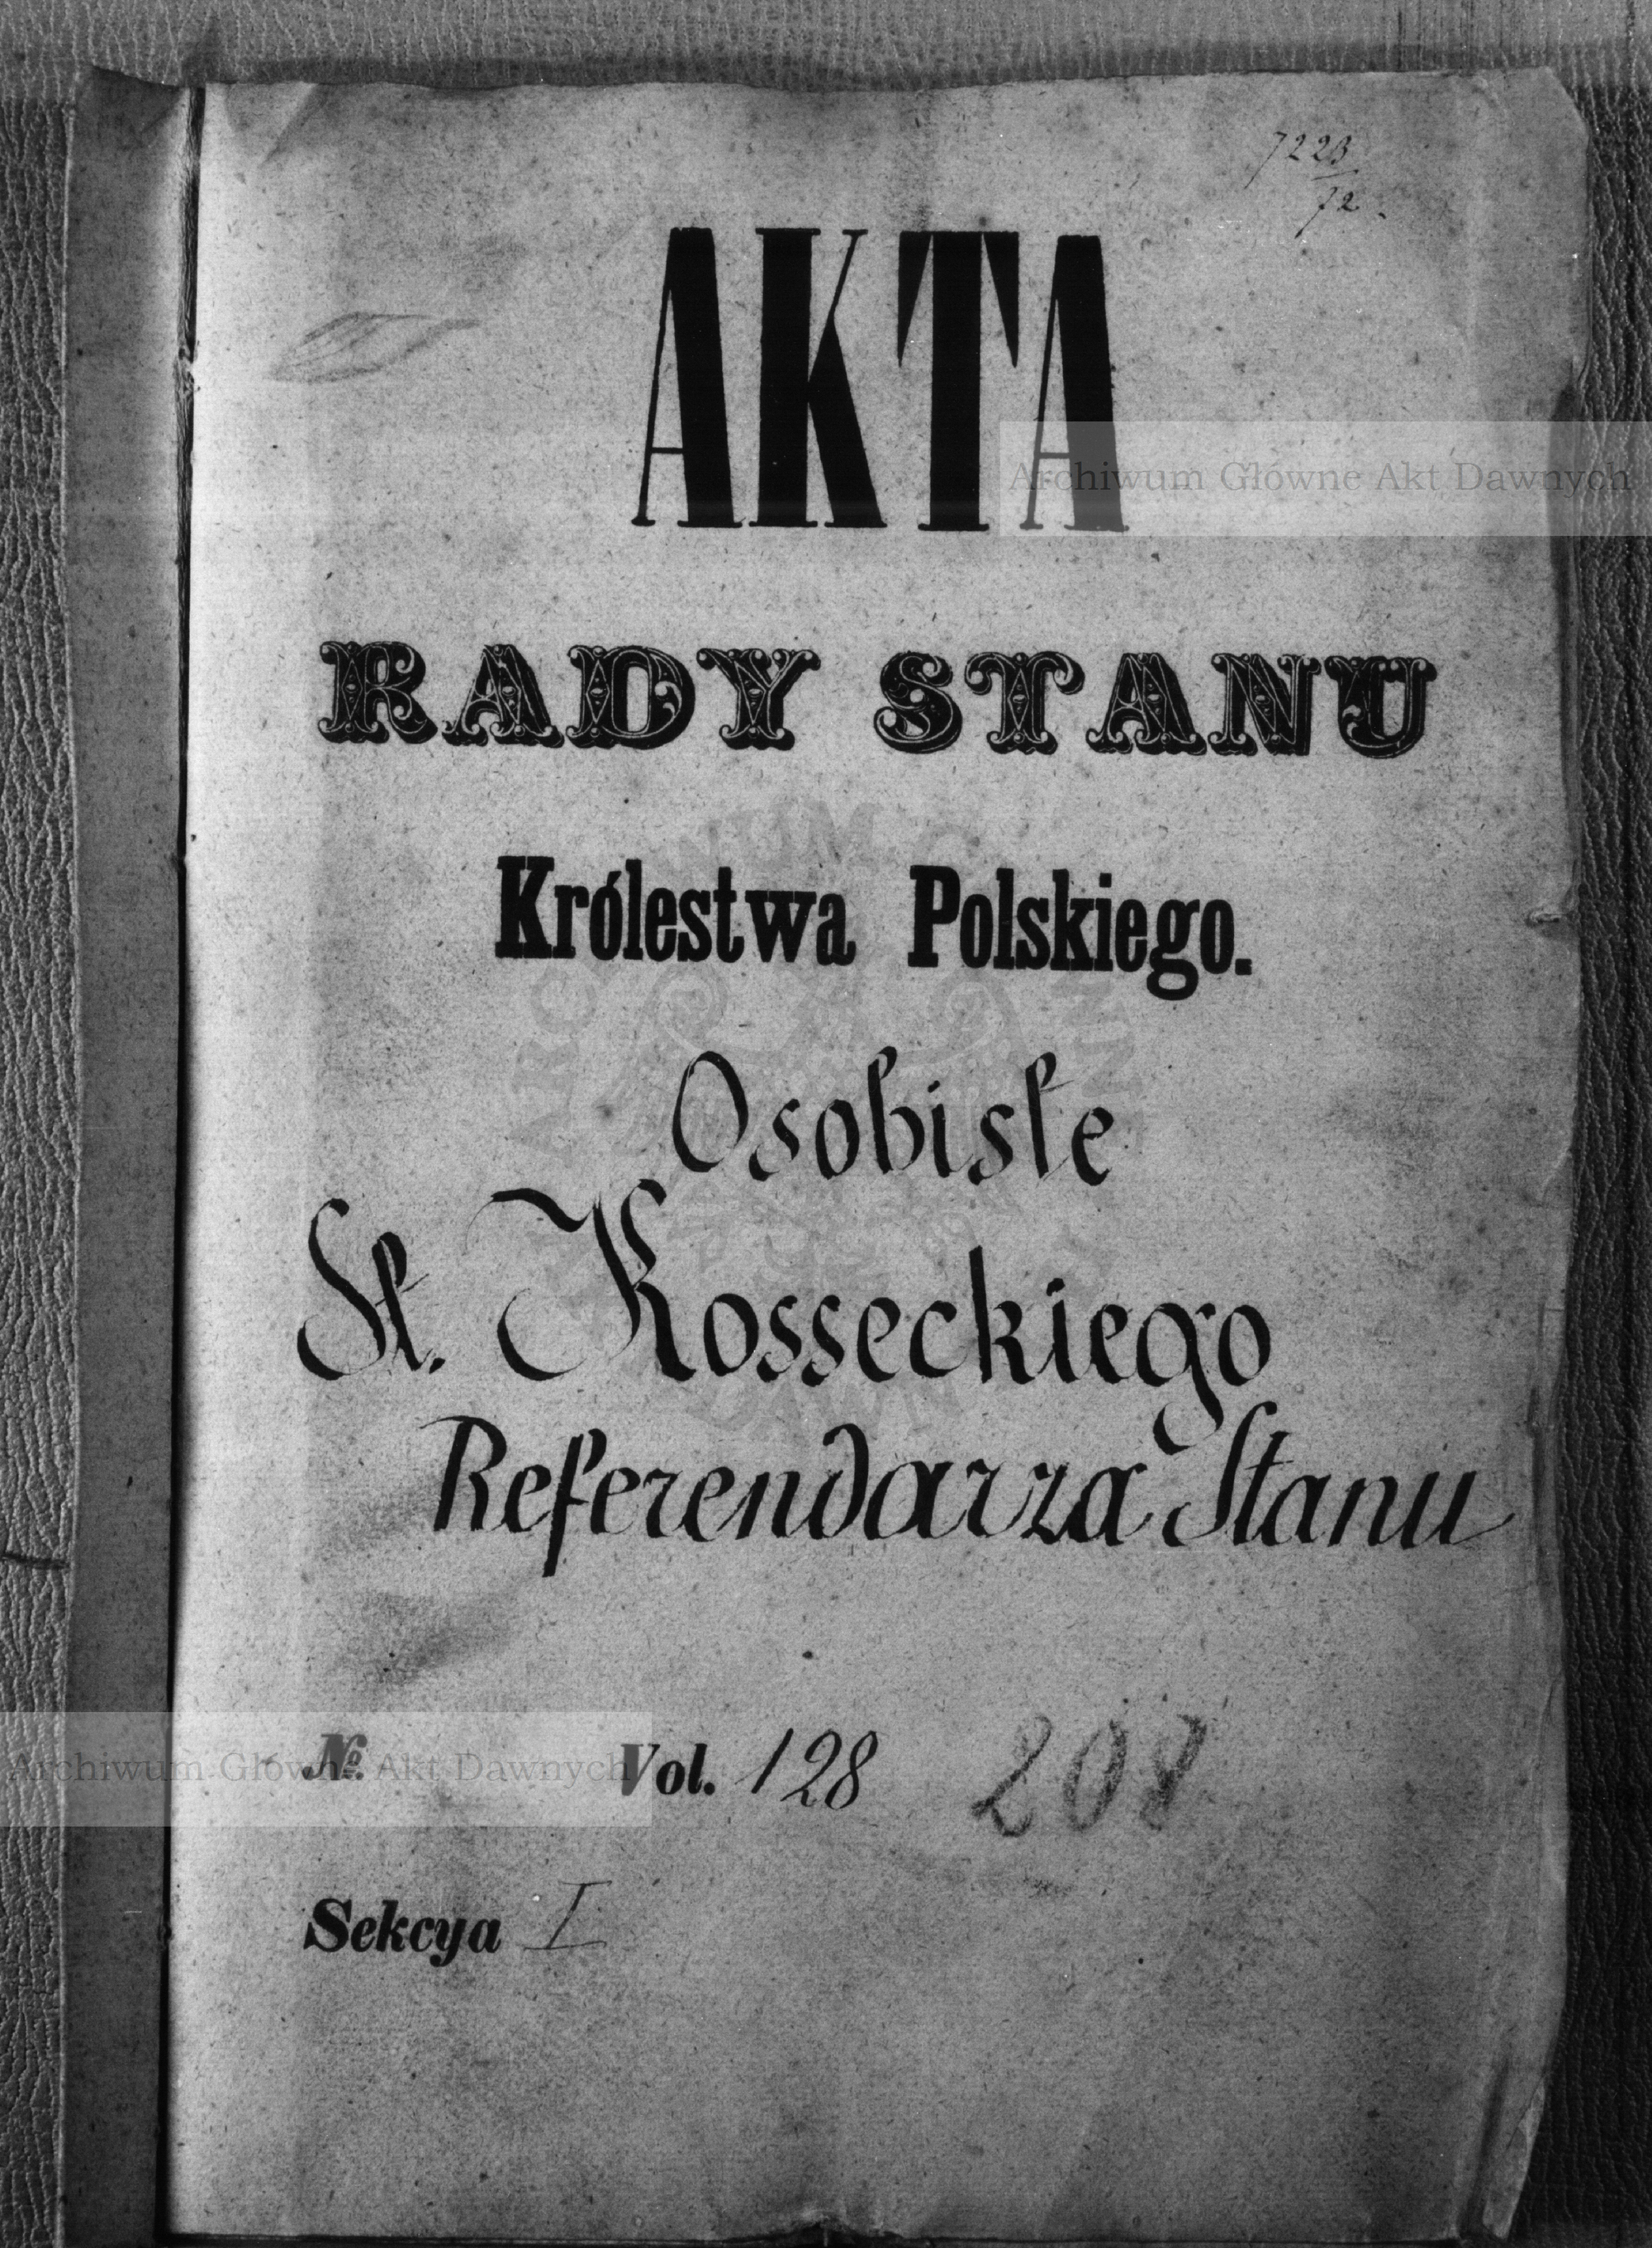 7223
72.
AKTA
Archiwum Główne Akt Dawnych
RADY STANU
Królestwa Polskiego.
Osobiste
St. Kosseckiego
Referendarza Stanu
№ Vol. 128 208
Archiwum Główne Akt Dawnych
Sekcya I